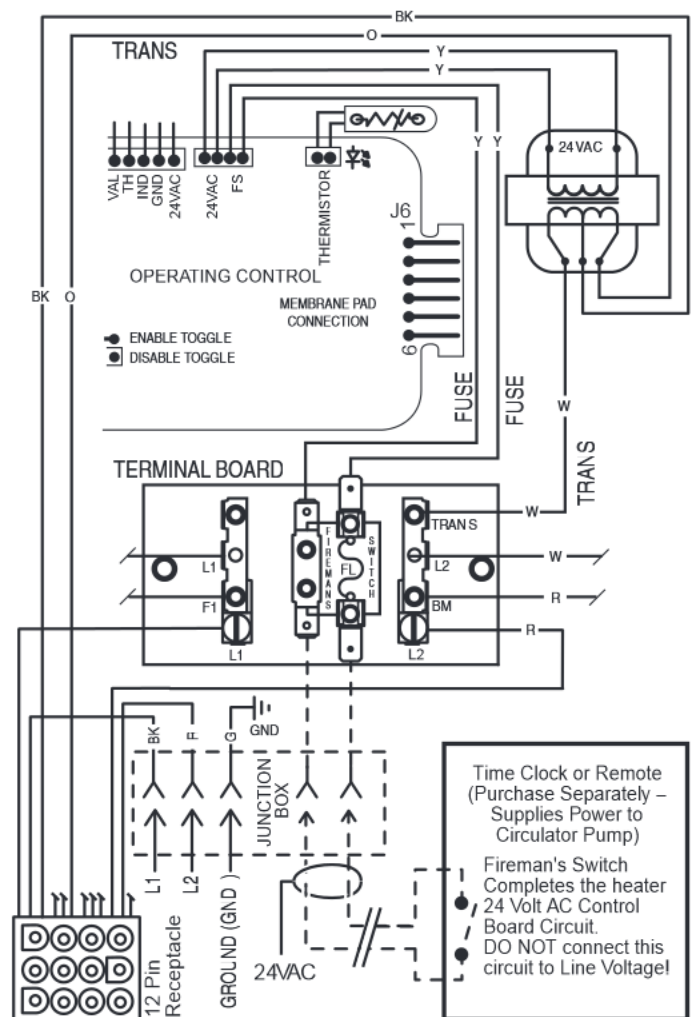 BK
O
TRANS
Y
Y
Y Y
24VAC
VAL
TH
IND
GND
24VAC
24VAC
FS
THERMISTOR
J6
1
OPERATING CONTROL
MEMBRANE PAD
CONNECTION
BK O
ENABLE TOGGLE
DISABLE TOGGLE
6
FUSE
FUSE
W
TRANS
TERMINAL BOARD
TRANS
W
FIREMANS
SWITCH
FL
L1
L2
W
F1
BM
R
L1
L2
R
BK
R
G
GND
JUNCTION
BOX
L1
L2
GROUND (GND )
24VAC
12 Pin
Receptacle
Time Clock or Remote
(Purchase Separately –
Supplies Power to
Circulator Pump)
Fireman's Switch
Completes the heater
24 Volt AC Control
Board Circuit.
DO NOT connect this
circuit to Line Voltage!